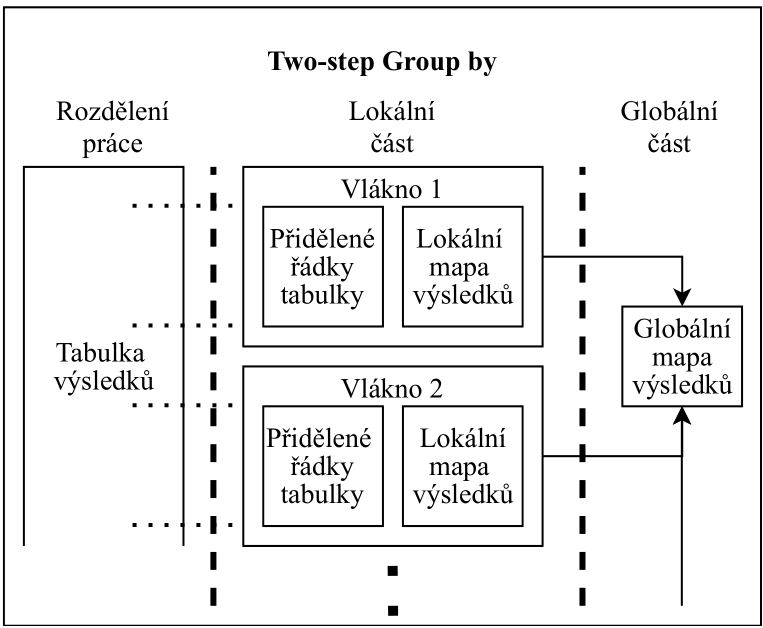 Two-step Group by
Rozdělení
práce
Lokální
část
Globální
část
Tabulka
výsledků
Vlákno 1
Přidělené
řádky
tabulky
Lokální
mapa
výsledků
Vlákno 2
Přidělené
řádky
tabulky
Lokální
mapa
výsledků
Globální
mapa
výsledků